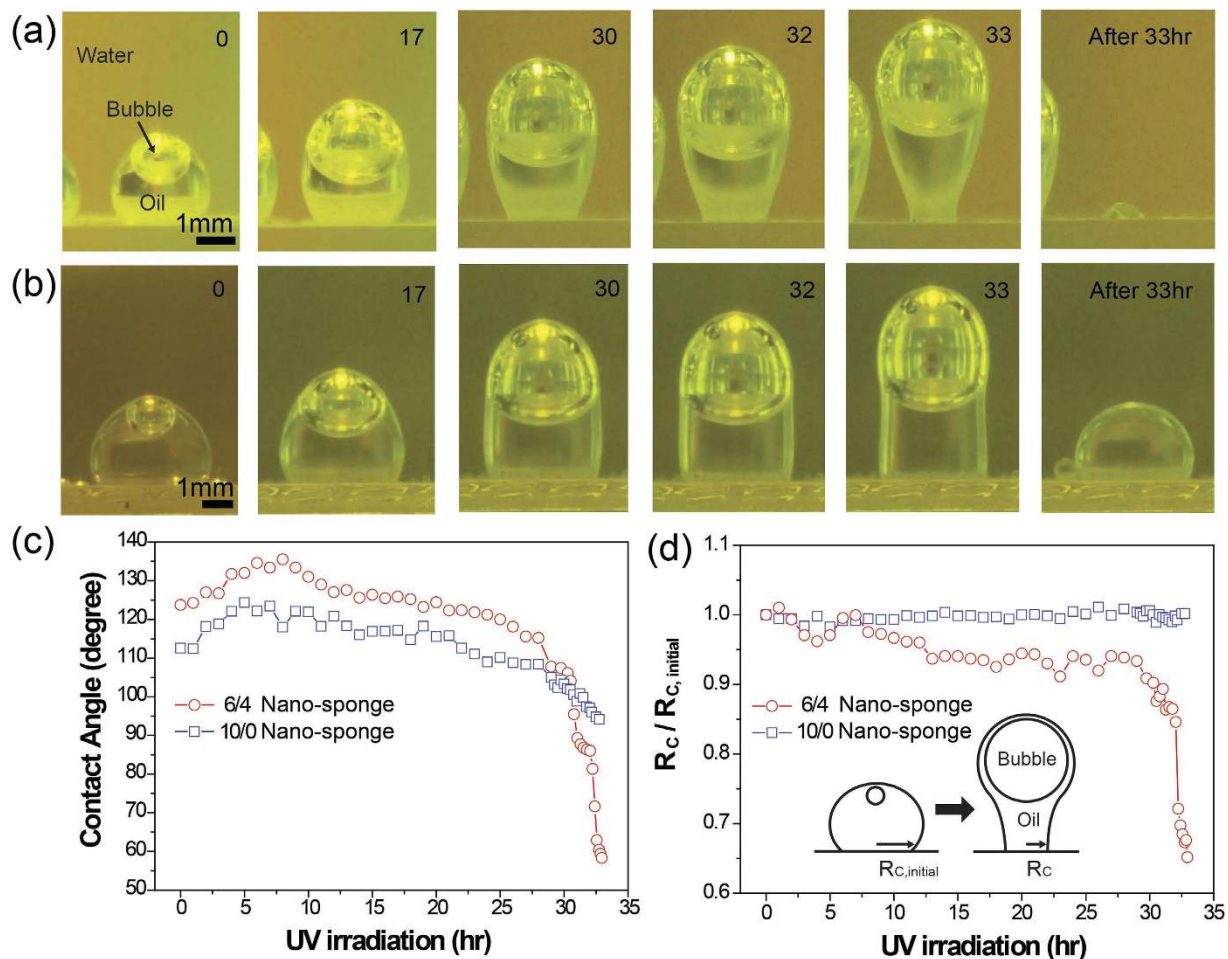 (a)
0
17
30
32
33
After 33hr
Water
Bubble
Oil
1mm
(b)
0
17
30
32
33
After 33hr
1mm
(c)
140
130
120
110
100
90
80
70
60
50
Contact Angle (degree)
6/4 Nano-sponge
10/0 Nano-sponge
0 5 10 15 20 25 30 35
UV irradiation (hr)
(d)
1.1
1.0
0.9
0.8
0.7
0.6
RC / RC, initial
6/4 Nano-sponge
10/0 Nano-sponge
Bubble
Oil
RC,initial
RC
0 5 10 15 20 25 30 35
UV irradiation (hr)